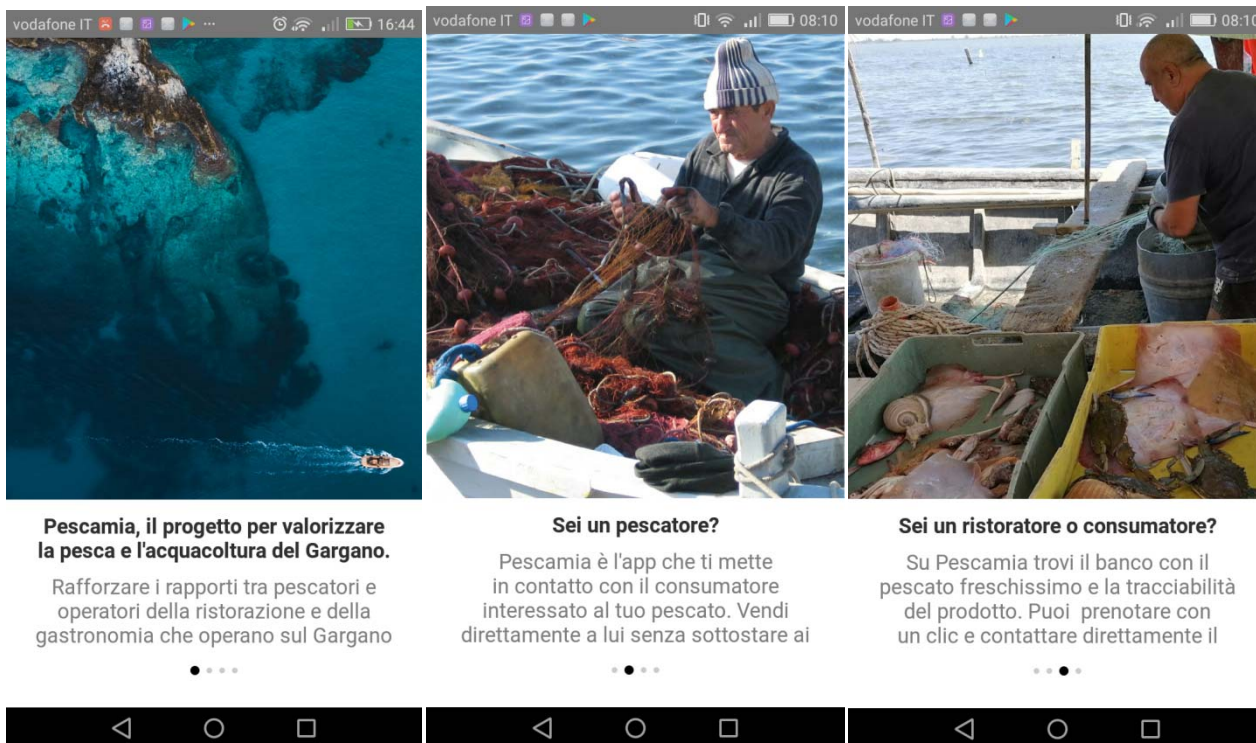 vodafone IT
16:44
Pescamia, il progetto per valorizzare
la pesca e l'acquacoltura del Gargano.
Rafforzare i rapporti tra pescatori e
operatori della ristorazione e della
gastronomia che operano sul Gargano
vodafone IT
08:10
Sei un pescatore?
Pescamia è l'app che ti mette
in contatto con il consumatore
interessato al tuo pescato. Vendi
direttamente a lui senza sottostare ai
vodafone IT
08:10
Sei un ristoratore o consumatore?
Su Pescamia trovi il banco con il
pescato freschissimo e la tracciabilità
del prodotto. Puoi prenotare con
un clic e contattare direttamente il